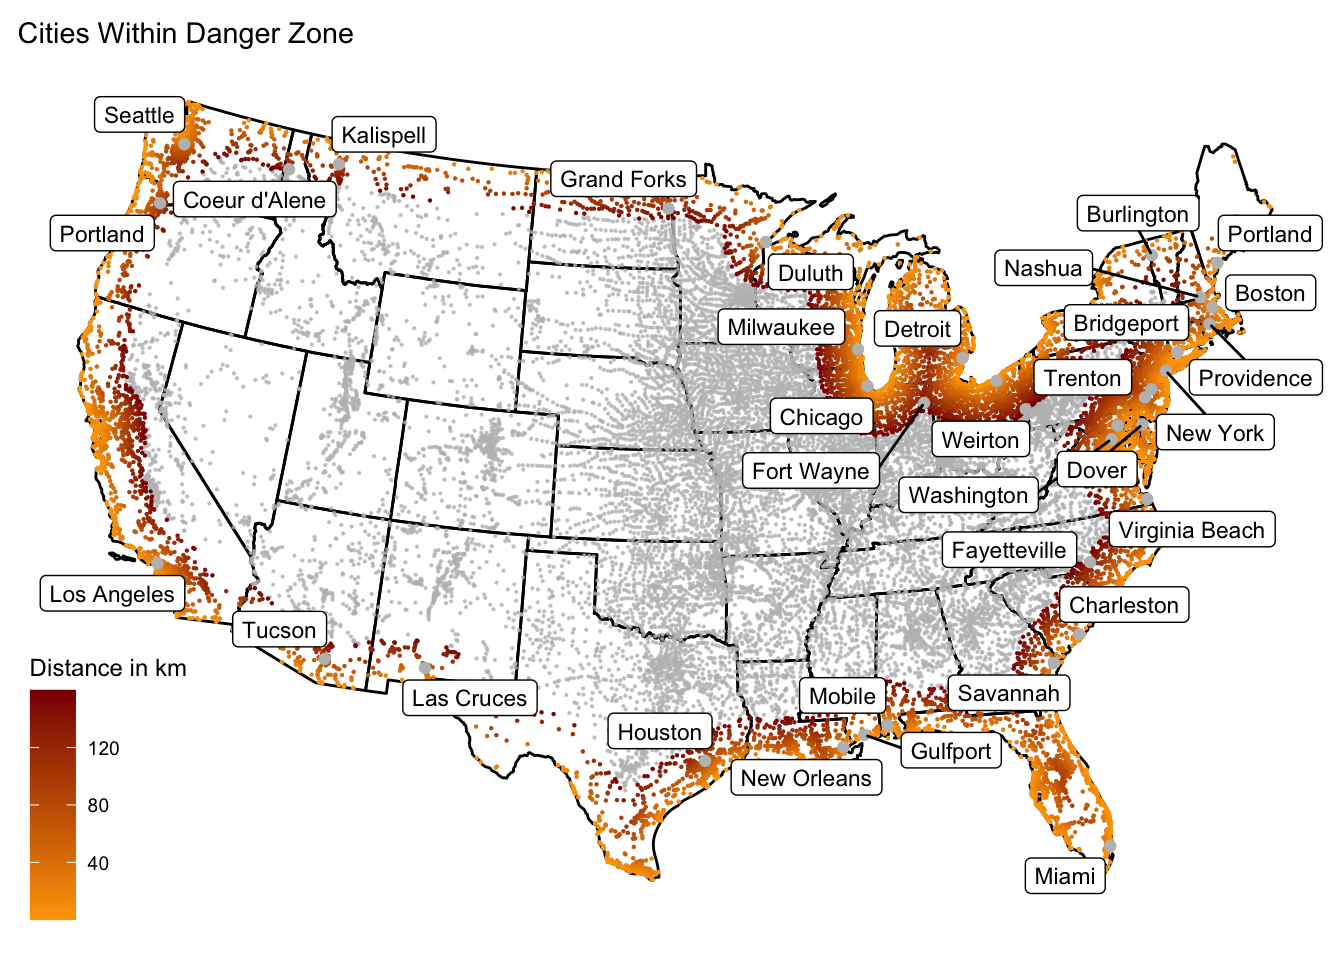 Cities Within Danger Zone
Seattle
Kalispell
Grand Forks
Coeur d'Alene
Burlington
Portland
Portland
Nashua
Duluth
Boston
Milwaukee
Detroit
Bridgeport
Trenton
Providence
Chicago
Weirton
New York
Fort Wayne
Dover
Washington
Virginia Beach
Fayetteville
Los Angeles
Charleston
Tucson
Distance in km
Las Cruces
Mobile
Savannah
Houston
Gulfport
New Orleans
120
80
40
Miami